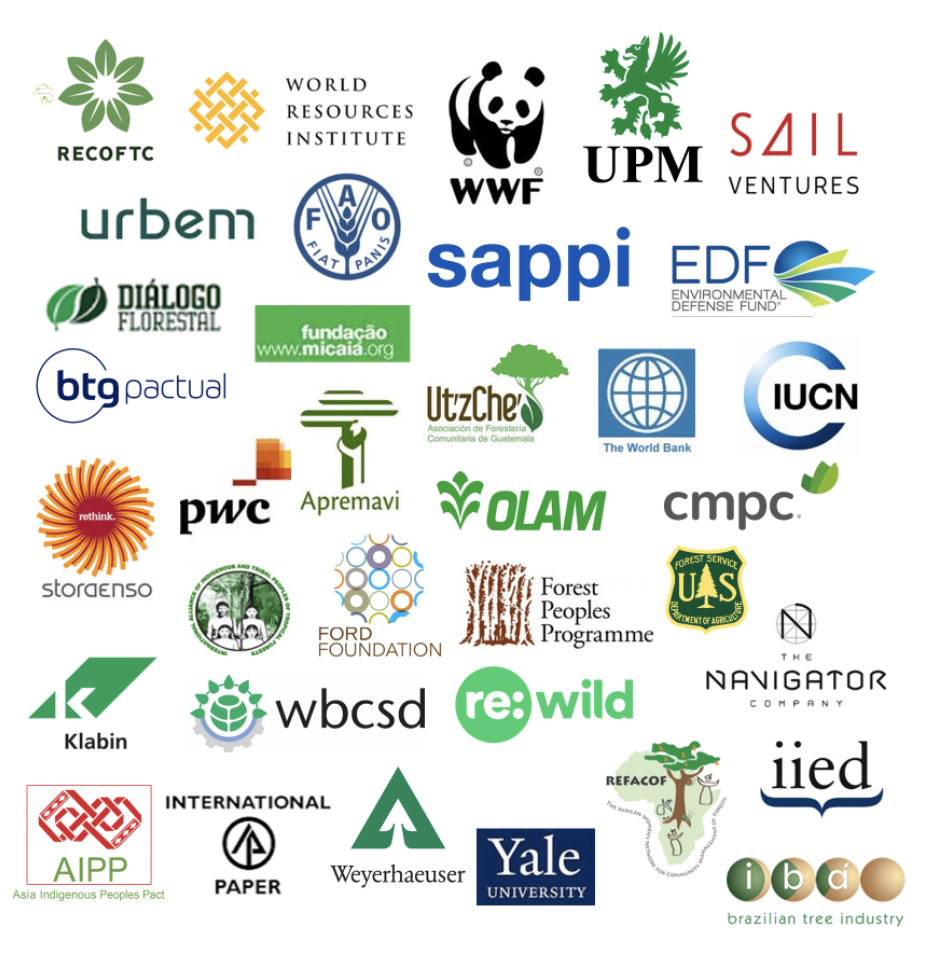 RECOFTC
WORLD
RESOURCES
INSTITUTE
WWF
®
UPM
SAIL
VENTURES
urbem
FAO
FIAT PANIS
sappi
EDF
ENVIRONMENTAL
DEFENSE FUND®
DIÁLOGO
FLORESTAL
fundação
www.micaia.org
btg pactual
Apremavi
Ut'zChe'
Asociación de Forestería
Comunitaria de Guatemala
The World Bank
IUCN
rethink.
storaenso
pwc
OLAM
cmpc
INTERNATIONAL ALLIANCE OF INDIGENOUS AND TRIBAL PEOPLES OF TROPICAL FORESTS
FORD
FOUNDATION
Forest
Peoples
Programme
FOREST SERVICE
US
DEPARTMENT OF AGRICULTURE
THE
NAVIGATOR
COMPANY
Klabin
wbcsd
re:wild
REFACOF
THE AFRICAN WOMEN'S NETWORK FOR COMMUNITY MANAGEMENT OF FORESTS
iied
AIPP
Asia Indigenous Peoples Pact
INTERNATIONAL
PAPER
Weyerhaeuser
Yale
UNIVERSITY
ibá
brazilian tree industry